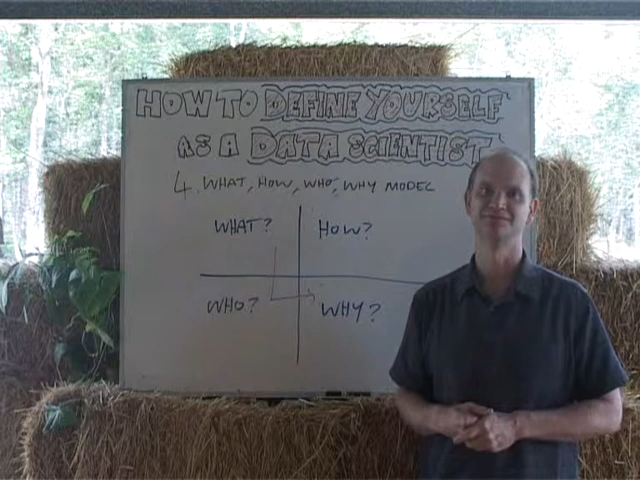 HOW TO DEFINE YOURSELF
AS A DATA SCIENTIST
4. WHAT, HOW, WHO, WHY MODEL
WHAT? HOW?
WHO? WHY?